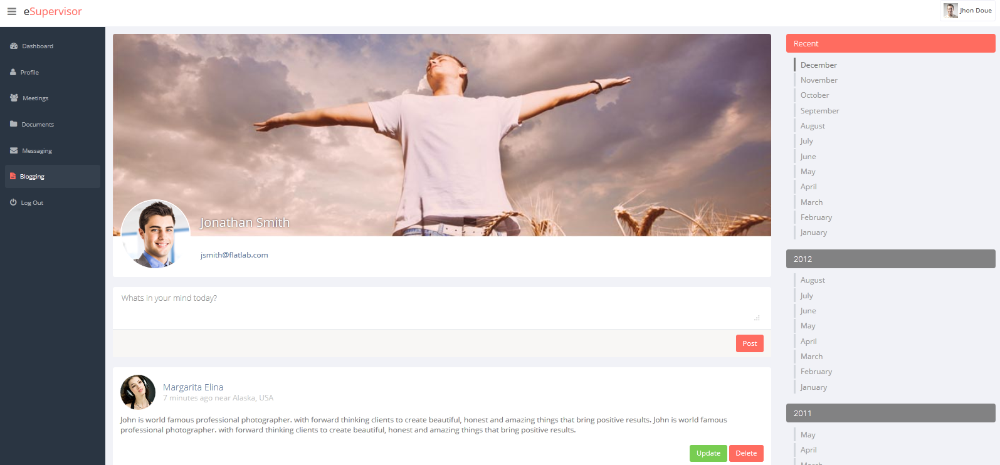 eSupervisor
Jhon Doue
Dashboard
Profile
Meetings
Documents
Messaging
Blogging
Log Out
Jonathan Smith
jsmith@flatlab.com
Whats in your mind today?
Post
Margarita Elina
7 minutes ago near Alaska, USA
John is world famous professional photographer. with forward thinking clients to create beautiful, honest and amazing things that bring positive results. John is world famous
professional photographer. with forward thinking clients to create beautiful, honest and amazing things that bring positive results.
Update Delete
Recent
December
November
October
September
August
July
June
May
April
March
February
January
2012
August
July
June
May
April
March
February
January
2011
May
April
March